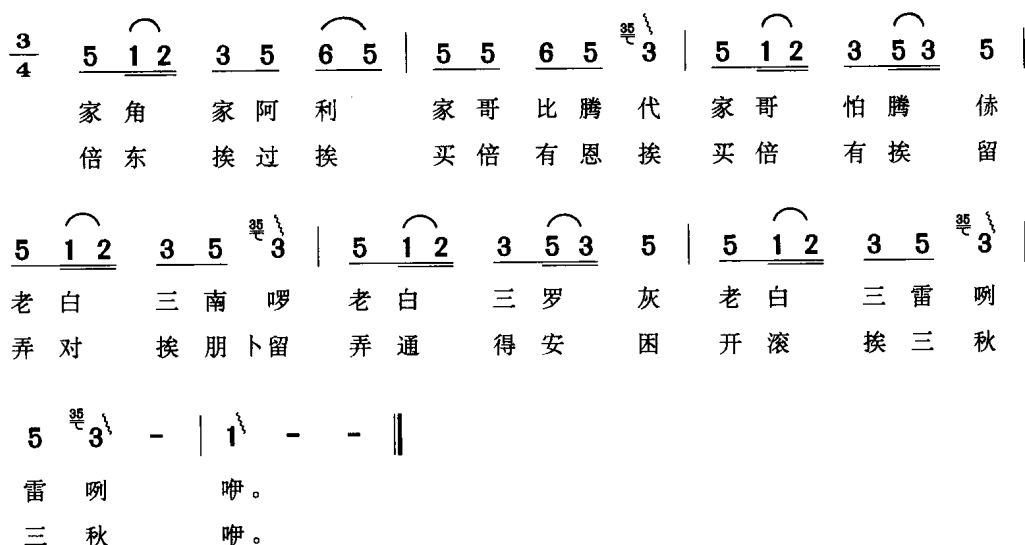 3/4 5 1 2 3 5 6 5 | 5 5 6 5 35 3 | 5 1 2 3 5 3 5 |
家 角 家 阿 利 家 哥 比 腾 代 家 哥 怕 腾 㑊
倍 东 挨 过 挨 买 倍 有 恩 挨 买 倍 有 挨 留
5 1 2 3 5 35 3 | 5 1 2 3 5 3 5 | 5 1 2 3 5 35 3 |
老 白 三 南 啰 老 白 三 罗 灰 老 白 三 雷 咧
弄 对 挨 朋 卜 留 弄 通 得 安 困 开 滚 挨 三 秋
5 35 3 - | 1 - - ‖
雷 咧 咿。
三 秋 咿。